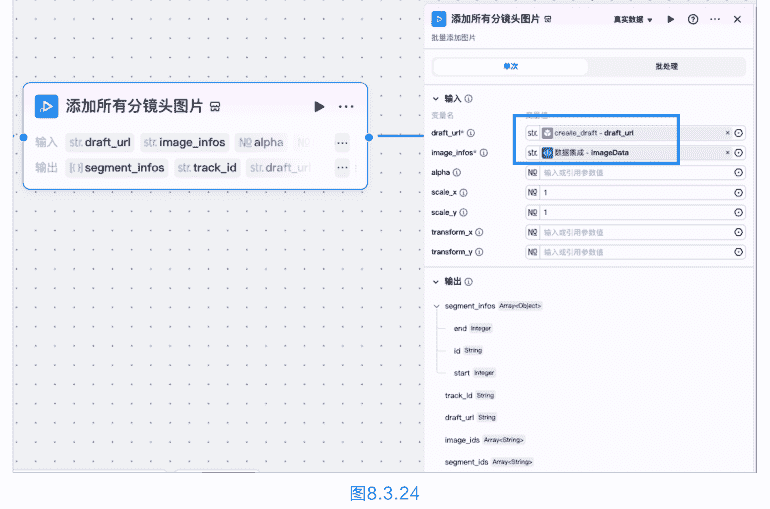 添加所有分镜头图片
输入 str. draft_url str. image_infos № alpha №
输出 [()] segment_infos str. track_id str. draft_url
添加所有分镜头图片 真实数据
批量添加图片
单次 批处理
输入
变量名 变量值
draft_url* str. create_draft - draft_url
image_infos* str. 数据集成 - imageData
alpha № 输入或引用参数值
scale_x № 1
scale_y № 1
transform_x № 输入或引用参数值
transform_y № 输入或引用参数值
输出
segment_infos Array<Object>
end Integer
id String
start Integer
track_id String
draft_url String
image_ids Array<String>
segment_ids Array<String>
图8.3.24